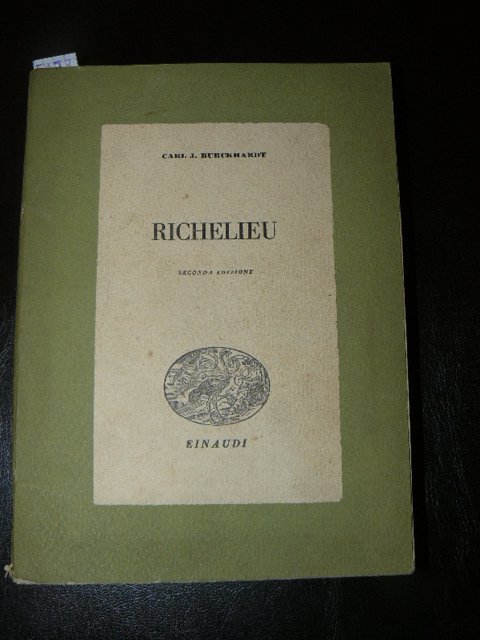 CARL J. BURCKHARDT
RICHELIEU
SECONDA EDIZIONE
EINAUDI